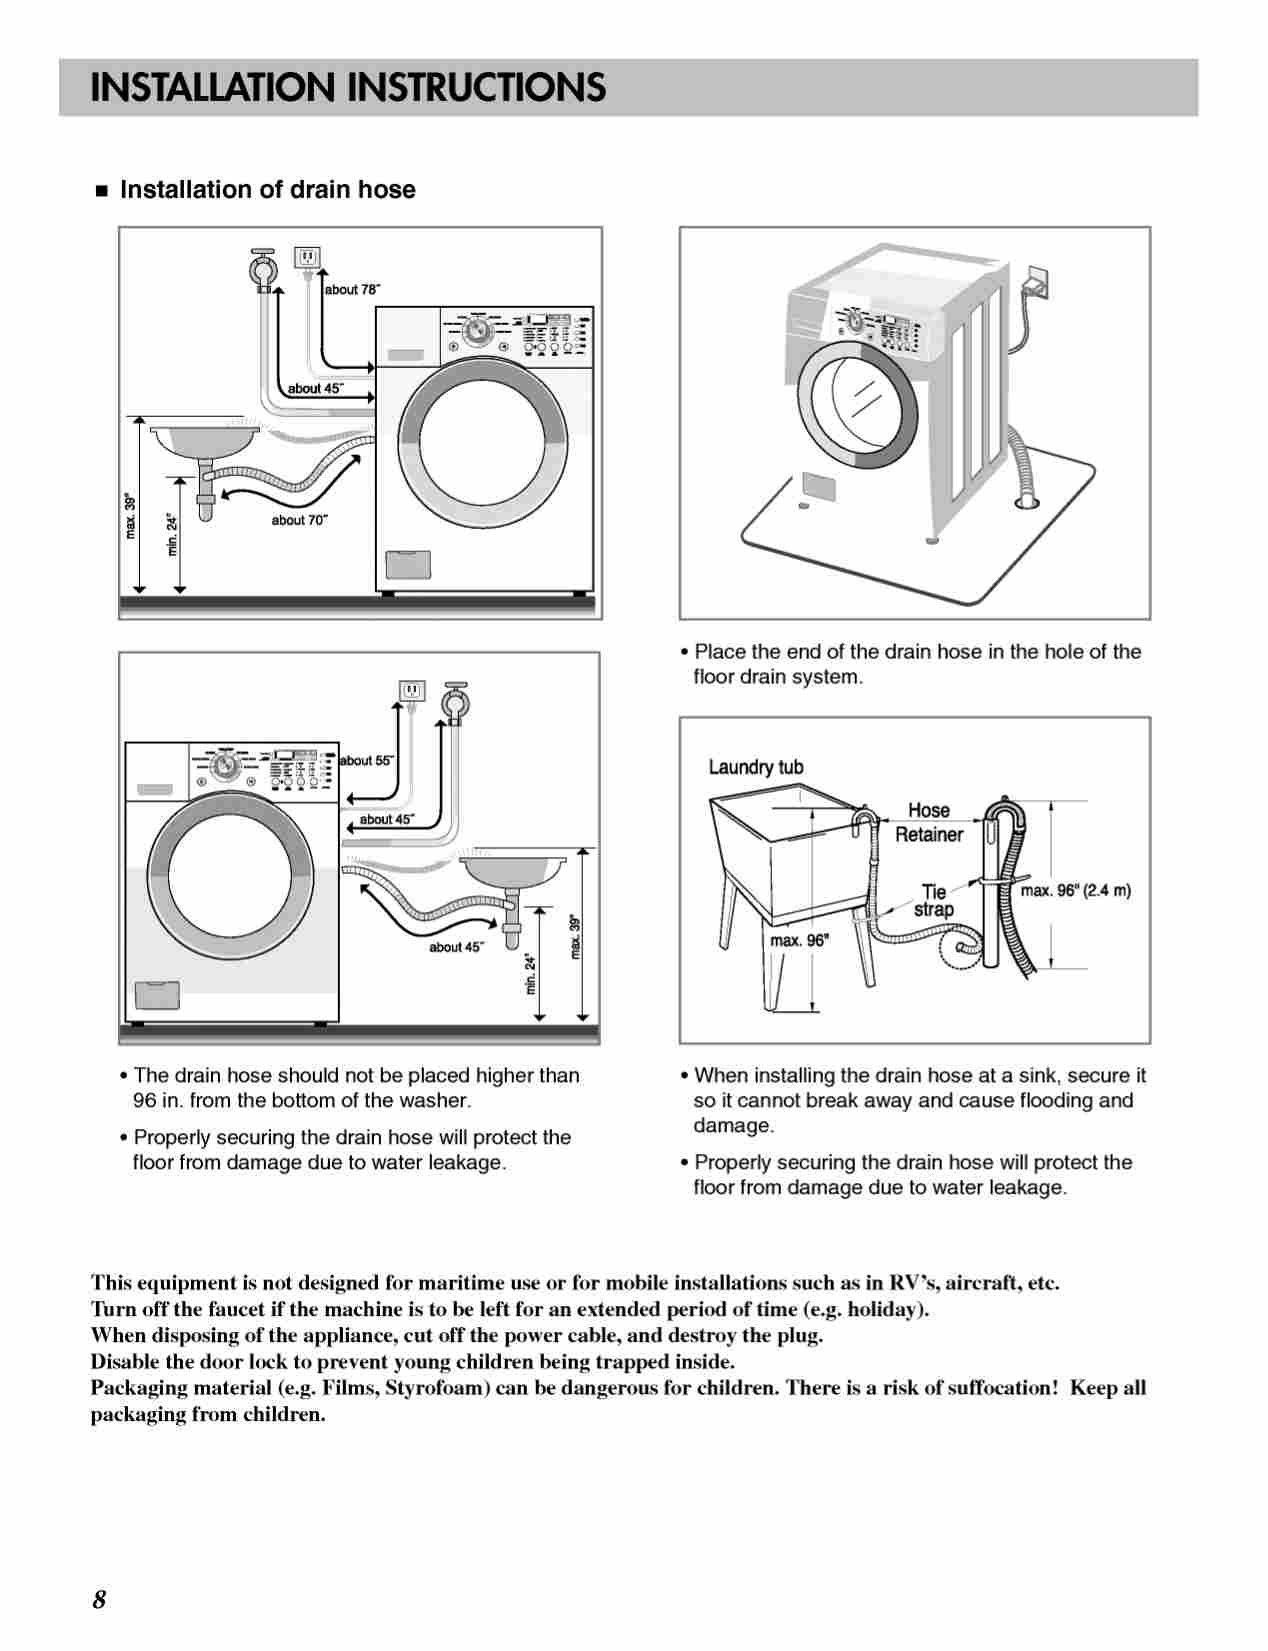 INSTALLATION INSTRUCTIONS
■ Installation of drain hose
about 78"
about 45"
max. 39"
min. 24"
about 70"
• Place the end of the drain hose in the hole of the
floor drain system.
about 55"
about 45"
about 45"
min. 24"
max. 39"
Laundry tub
Hose
Retainer
Tie
strap
max. 96" (2.4 m)
max. 96"
• The drain hose should not be placed higher than
96 in. from the bottom of the washer.
• Properly securing the drain hose will protect the
floor from damage due to water leakage.
• When installing the drain hose at a sink, secure it
so it cannot break away and cause flooding and
damage.
• Properly securing the drain hose will protect the
floor from damage due to water leakage.
This equipment is not designed for maritime use or for mobile installations such as in RV's, aircraft, etc.
Turn off the faucet if the machine is to be left for an extended period of time (e.g. holiday).
When disposing of the appliance, cut off the power cable, and destroy the plug.
Disable the door lock to prevent young children being trapped inside.
Packaging material (e.g. Films, Styrofoam) can be dangerous for children. There is a risk of suffocation! Keep all
packaging from children.
8